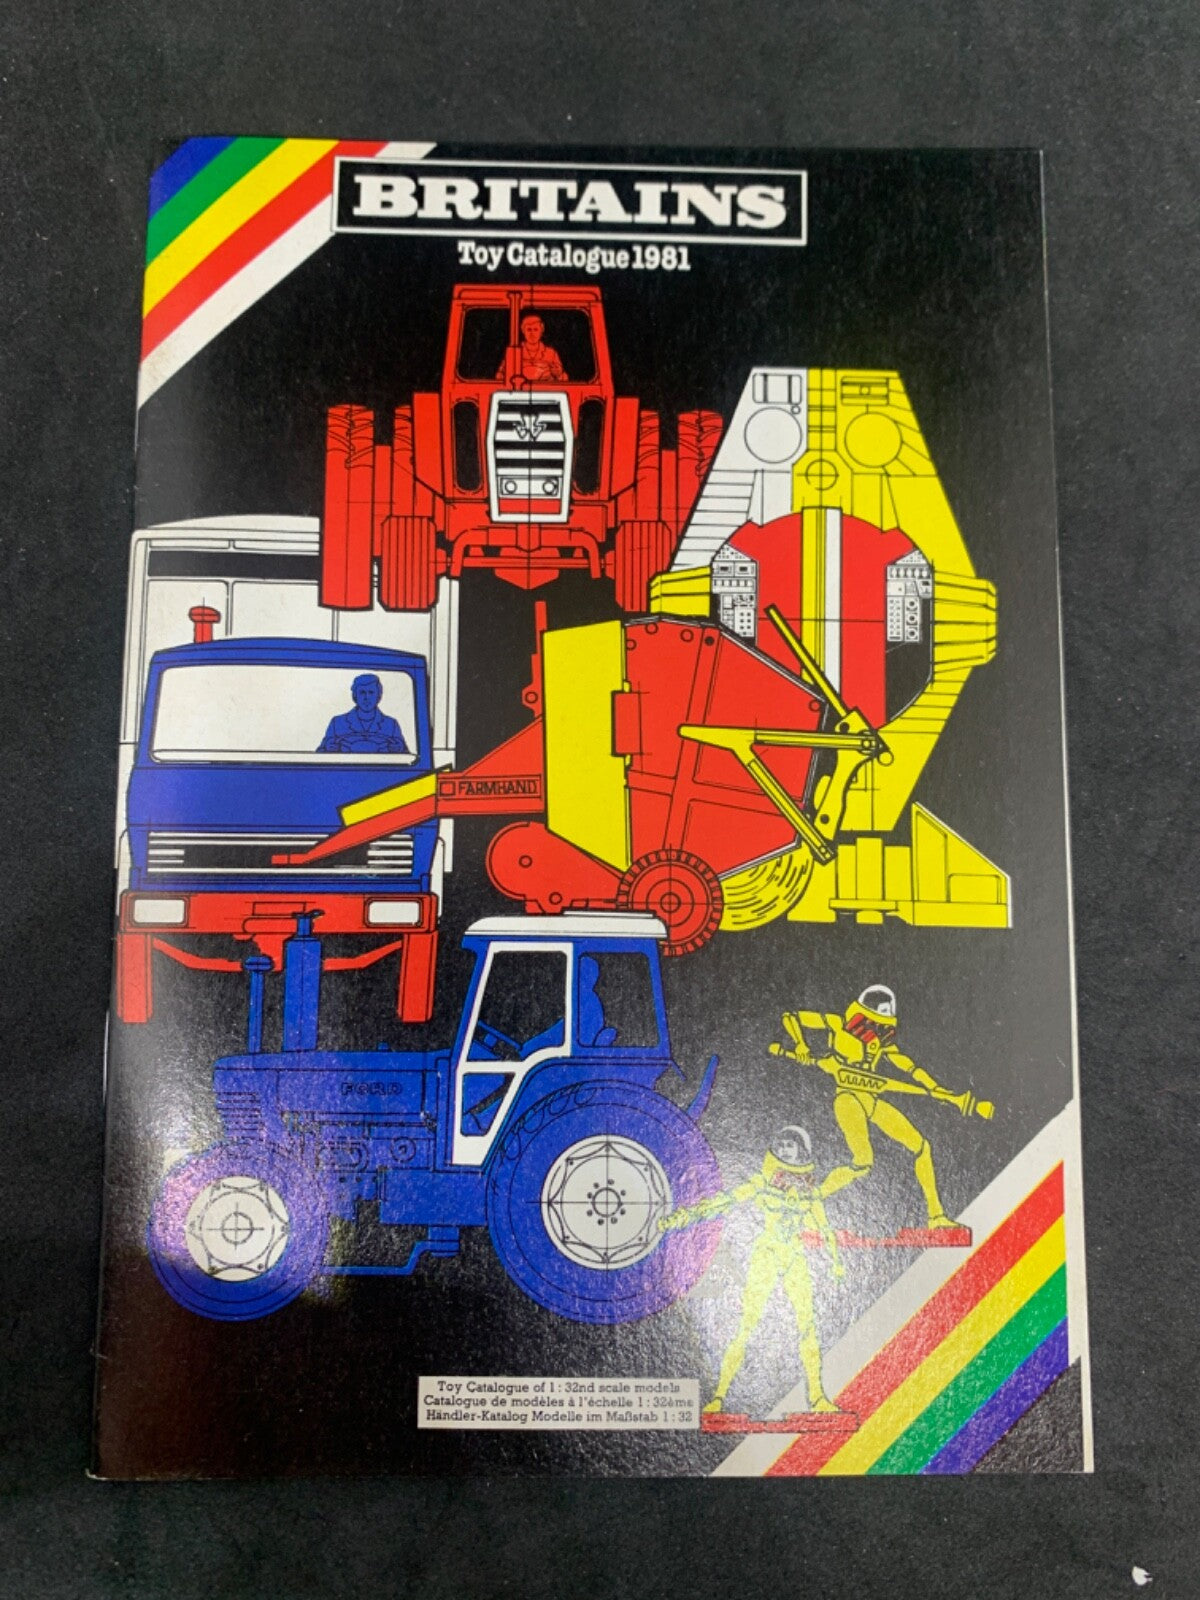 BRITAINS
Toy Catalogue 1981
FARMHAND
FORD
Toy Catalogue of 1:32nd scale models
Catalogue de modèles à l'échelle 1:32ème
Händler-Katalog Modelle im Maßstab 1:32